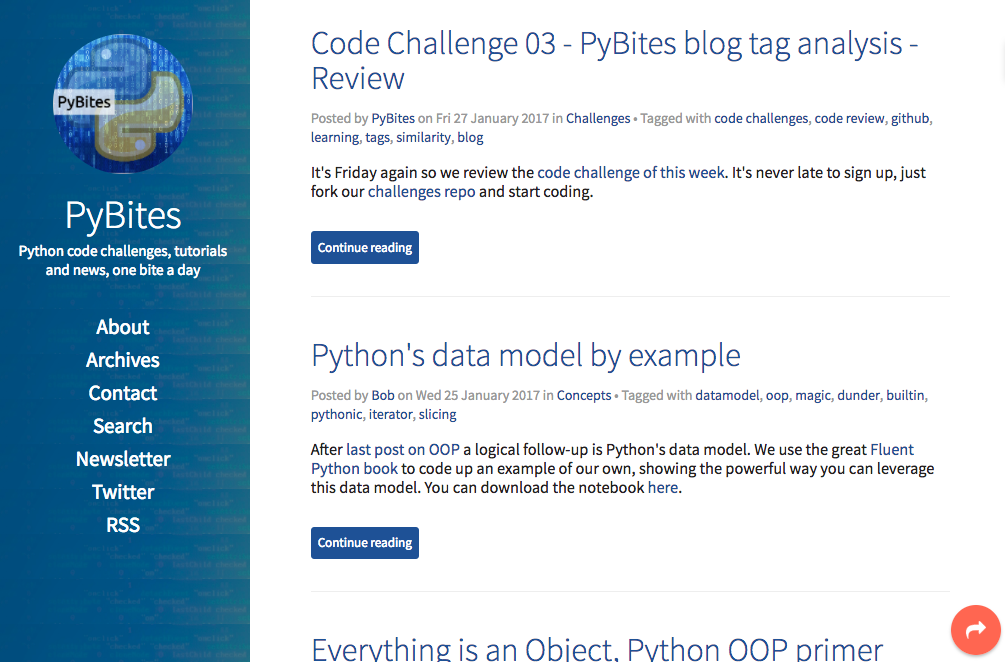 PyBites
PyBites
Python code challenges, tutorials
and news, one bite a day
About
Archives
Contact
Search
Newsletter
Twitter
RSS
Code Challenge 03 - PyBites blog tag analysis -
Review
Posted by PyBites on Fri 27 January 2017 in Challenges • Tagged with code challenges, code review, github,
learning, tags, similarity, blog
It's Friday again so we review the code challenge of this week. It's never late to sign up, just
fork our challenges repo and start coding.
Continue reading
Python's data model by example
Posted by Bob on Wed 25 January 2017 in Concepts • Tagged with datamodel, oop, magic, dunder, builtin,
pythonic, iterator, slicing
After last post on OOP a logical follow-up is Python's data model. We use the great Fluent
Python book to code up an example of our own, showing the powerful way you can leverage
this data model. You can download the notebook here.
Continue reading
Everything is an Object, Python OOP primer